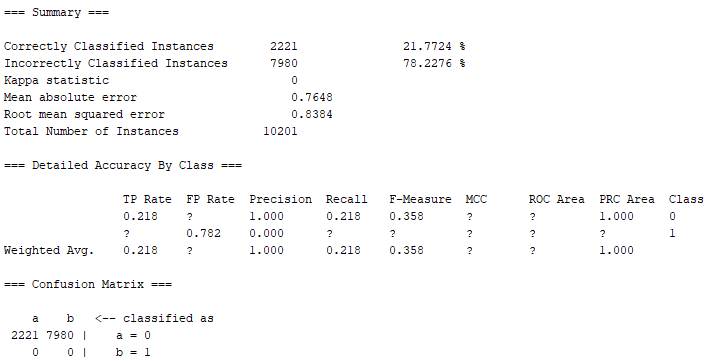 === Summary ===
Correctly Classified Instances 2221 21.7724 %
Incorrectly Classified Instances 7980 78.2276 %
Kappa statistic 0
Mean absolute error 0.7648
Root mean squared error 0.8384
Total Number of Instances 10201
=== Detailed Accuracy By Class ===
TP Rate FP Rate Precision Recall F-Measure MCC ROC Area PRC Area Class
0.218 ? 1.000 0.218 0.358 ? ? 1.000 0
? 0.782 0.000 ? ? ? ? ? 1
Weighted Avg. 0.218 ? 1.000 0.218 0.358 ? ? 1.000
=== Confusion Matrix ===
a b <-- classified as
2221 7980 | a = 0
0 0 | b = 1